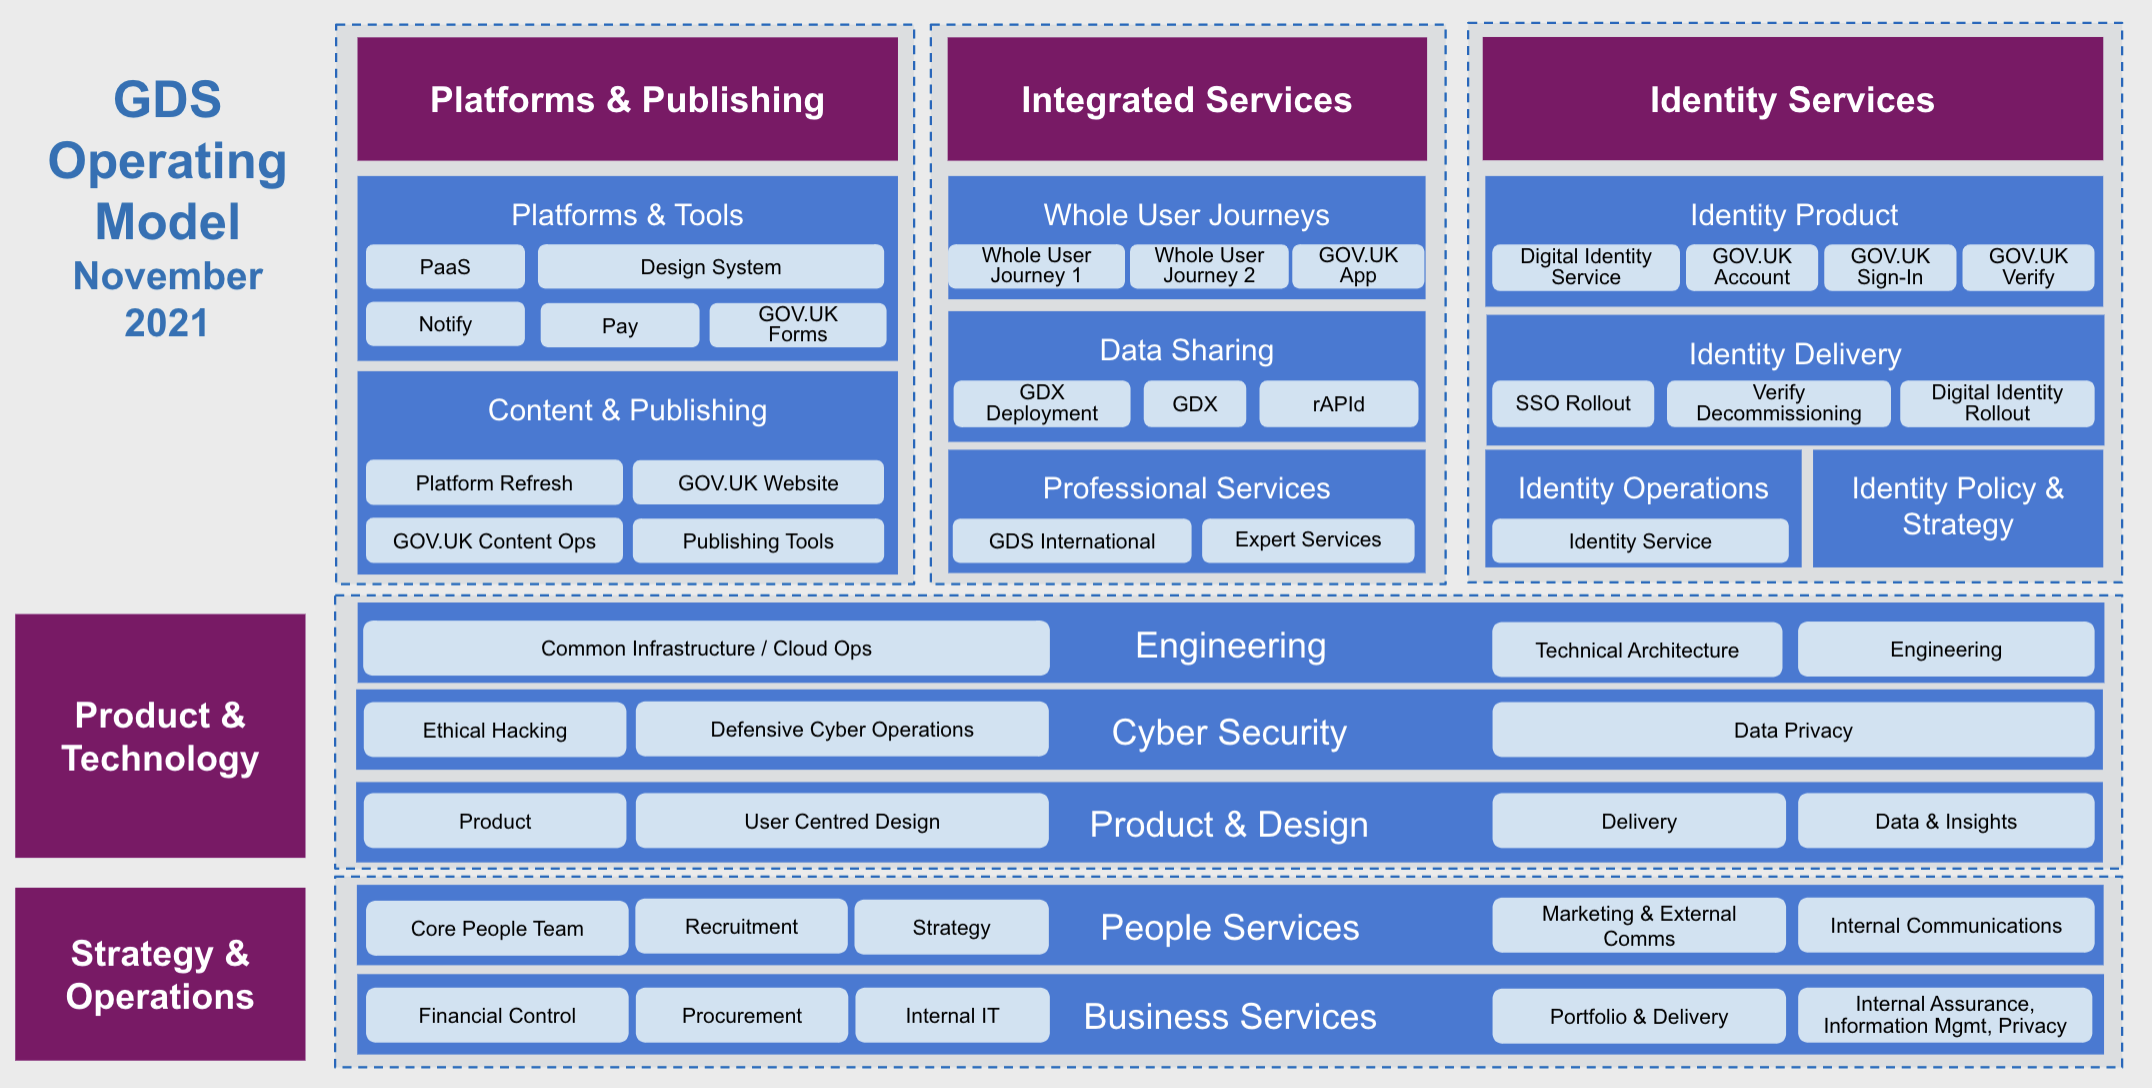 GDS
Operating
Model
November
2021
Platforms & Publishing
Platforms & Tools
PaaS
Design System
Notify
Pay
GOV.UK
Forms
Content & Publishing
Platform Refresh
GOV.UK Website
GOV.UK Content Ops
Publishing Tools
Integrated Services
Whole User Journeys
Whole User
Journey 1
Whole User
Journey 2
GOV.UK
App
Data Sharing
GDX
Deployment
GDX
rAPId
Professional Services
GDS International
Expert Services
Identity Services
Identity Product
Digital Identity
Service
GOV.UK
Account
GOV.UK
Sign-In
GOV.UK
Verify
Identity Delivery
SSO Rollout
Verify
Decommissioning
Digital Identity
Rollout
Identity Operations
Identity Service
Identity Policy &
Strategy
Product &
Technology
Common Infrastructure / Cloud Ops
Engineering
Technical Architecture
Engineering
Ethical Hacking
Defensive Cyber Operations
Cyber Security
Data Privacy
Product
User Centred Design
Product & Design
Delivery
Data & Insights
Strategy &
Operations
Core People Team
Recruitment
Strategy
People Services
Marketing & External
Comms
Internal Communications
Financial Control
Procurement
Internal IT
Business Services
Portfolio & Delivery
Internal Assurance,
Information Mgmt, Privacy